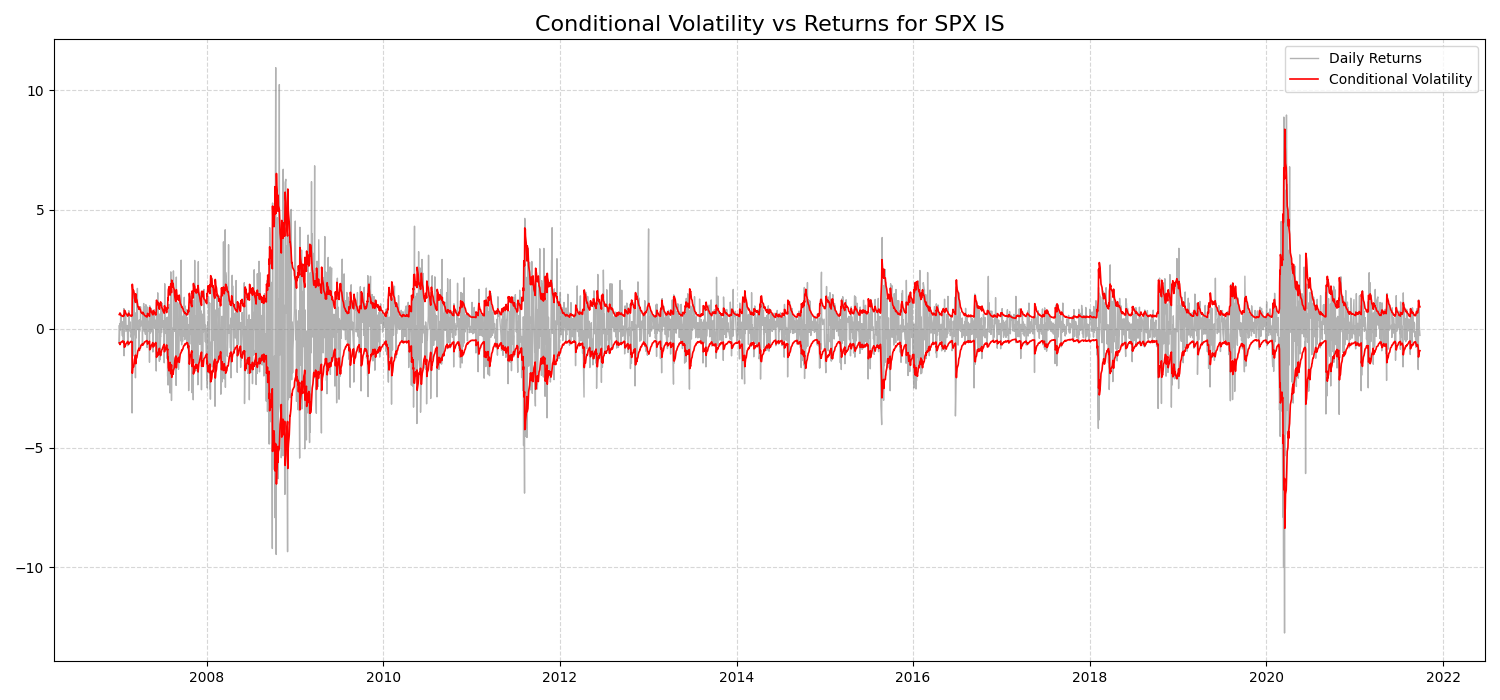 Conditional Volatility vs Returns for SPX IS
Daily Returns
Conditional Volatility
10
5
0
−5
−10
2008 2010 2012 2014 2016 2018 2020 2022